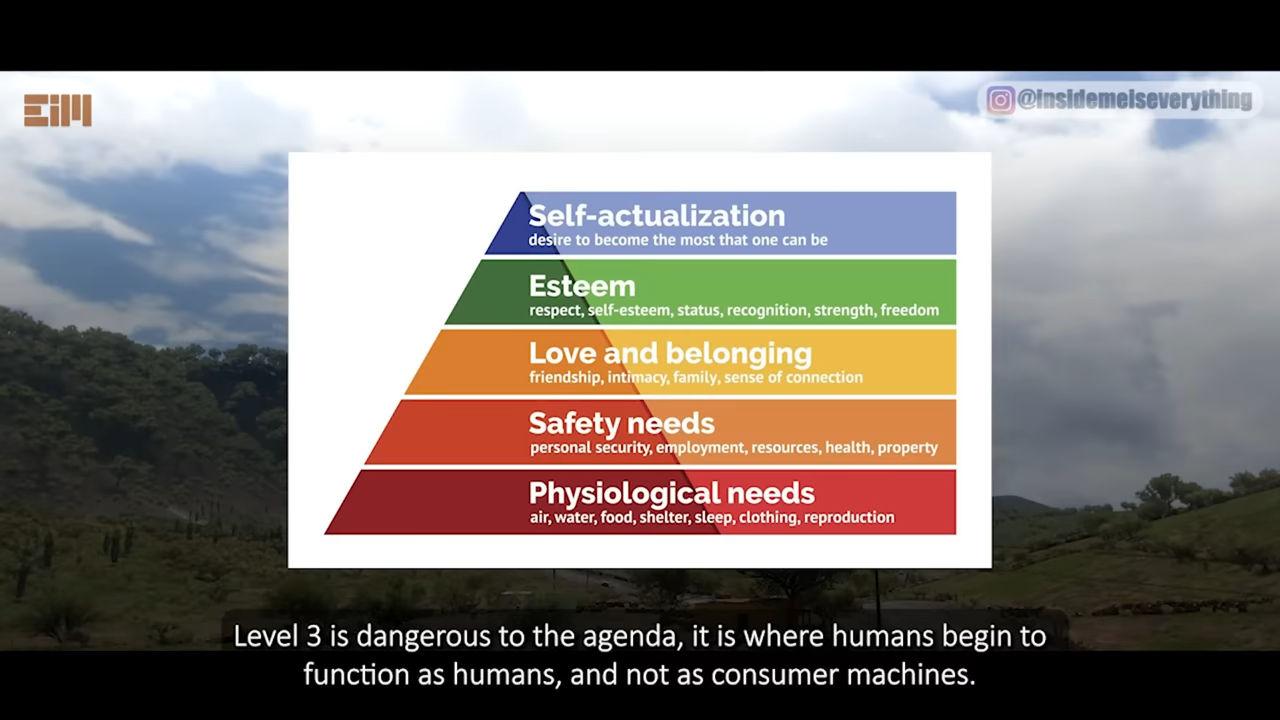 EiM
@insidemeiseverything
Self-actualization
desire to become the most that one can be
Esteem
respect, self-esteem, status, recognition, strength, freedom
Love and belonging
friendship, intimacy, family, sense of connection
Safety needs
personal security, employment, resources, health, property
Physiological needs
air, water, food, shelter, sleep, clothing, reproduction
Level 3 is dangerous to the agenda, it is where humans begin to
function as humans, and not as consumer machines.